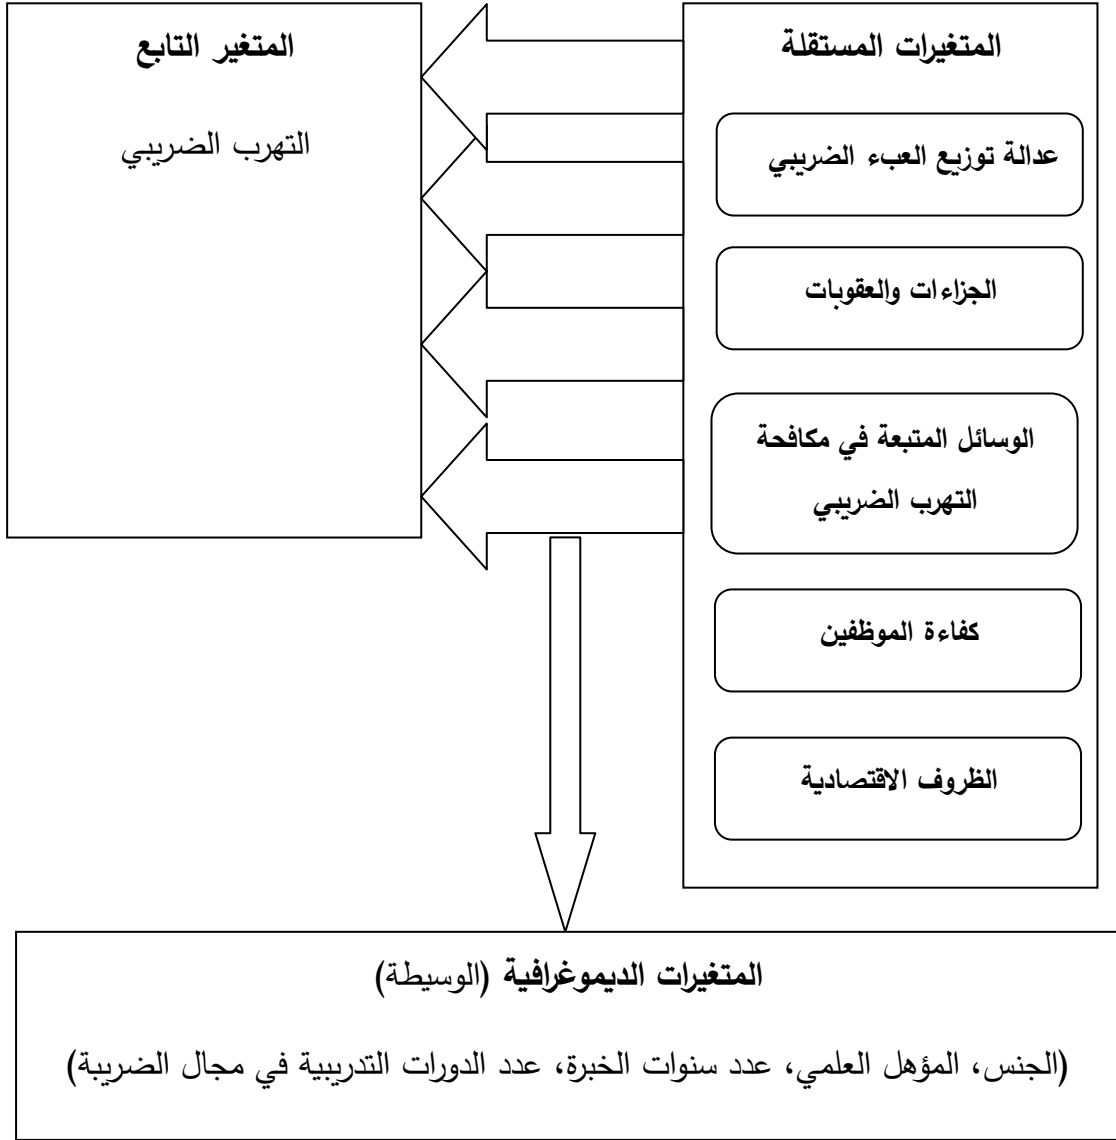 المتغيرات المستقلة
عدالة توزيع العبء الضريبي
الجزاءات والعقوبات
الوسائل المتبعة في مكافحة
التهرب الضريبي
كفاءة الموظفين
الظروف الاقتصادية
المتغير التابع
التهرب الضريبي
المتغيرات الديموغرافية (الوسيطة)
(الجنس، المؤهل العلمي، عدد سنوات الخبرة، عدد الدورات التدريبية في مجال الضريبة)